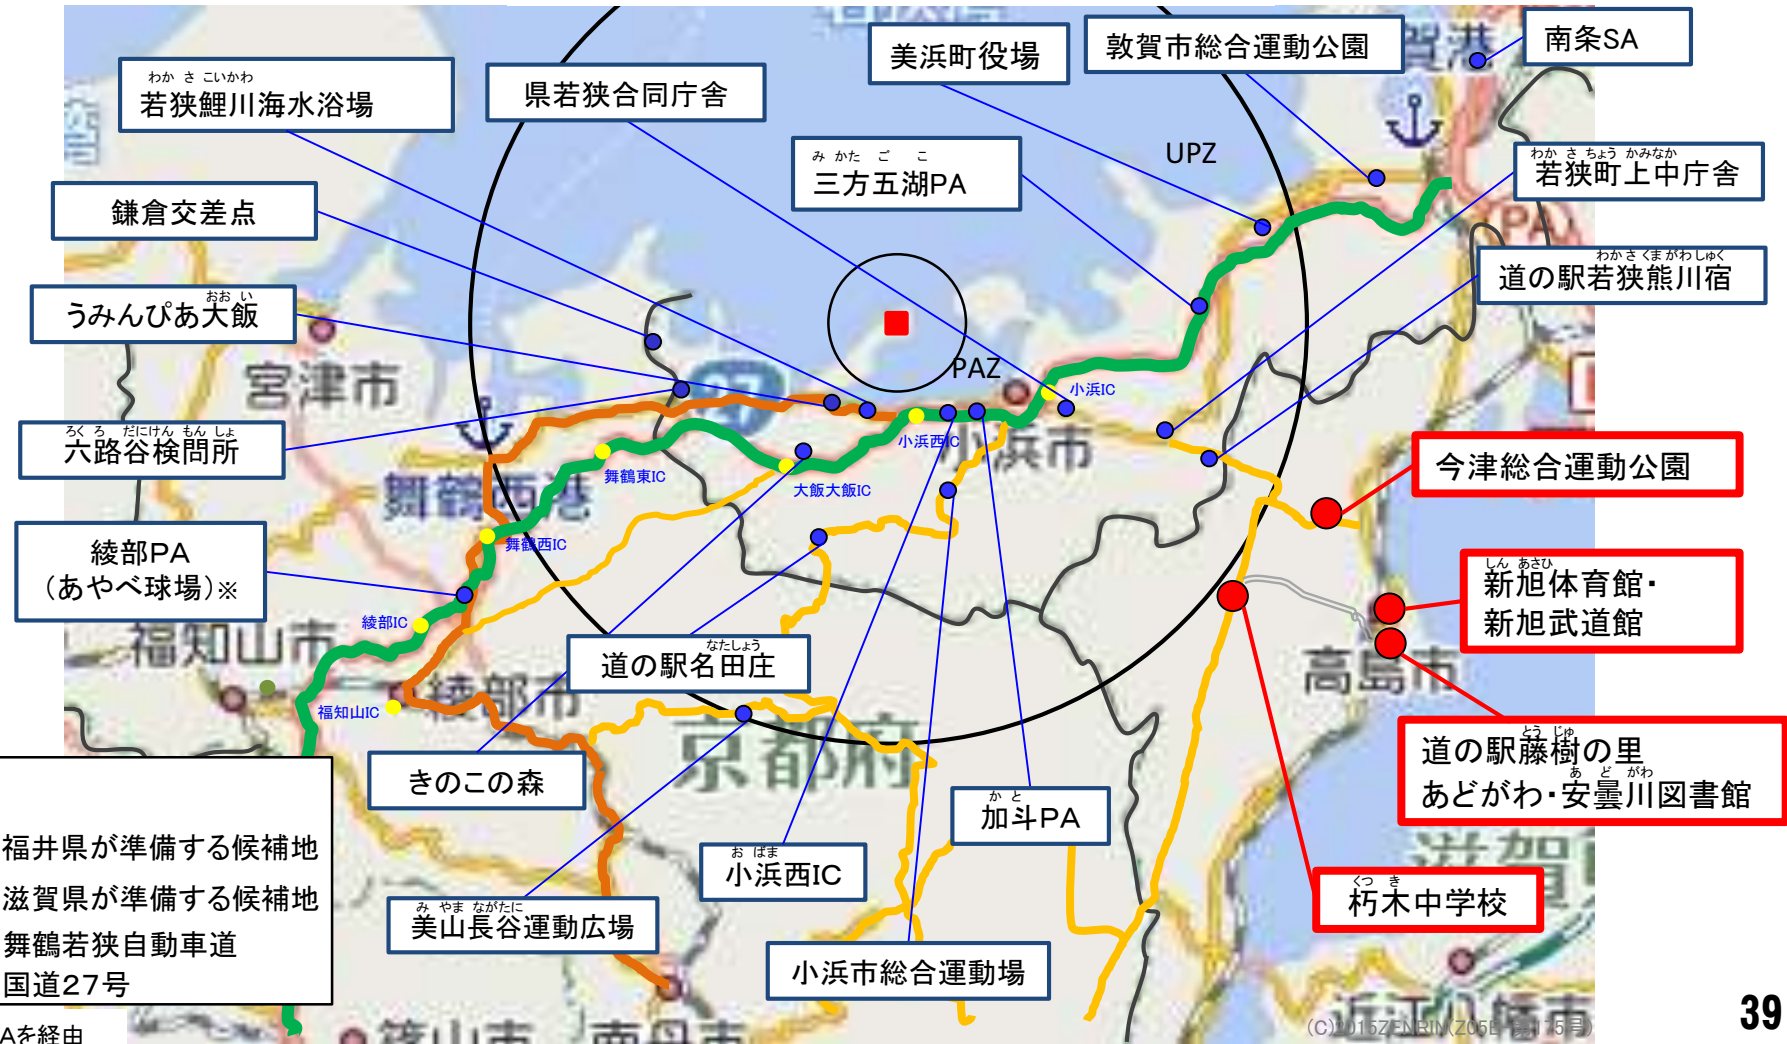 南条SA
敦賀市総合運動公園
美浜町役場
県若狭合同庁舎
わかさこいかわ
若狭鯉川海水浴場
賀港
みかたごこ
三方五湖PA
UPZ
わかさちょうかみなか
若狭町上中庁舎
鎌倉交差点
(PA)
わかさくまがわしゅく
道の駅若狭熊川宿
おおい
うみんぴあ大飯
宮津市
27
PAZ
小浜IC
ろくろだにけんもんしょ
六路谷検問所
小浜西IC
小浜市
舞鶴東IC
舞鶴西港
大飯大飯IC
今津総合運動公園
舞鶴西IC
綾部PA
(あやべ球場)※
しんあさひ
新旭体育館・
新旭武道館
綾部IC
福知山市
なたしょう
道の駅名田庄
高島市
綾部市
福知山IC
京都府
とうじゅ
道の駅藤樹の里
あどがわ
あどがわ・安曇川図書館
きのこの森
かと
加斗PA
福井県が準備する候補地
おばま
小浜西IC
滋賀
滋賀県が準備する候補地
くつき
朽木中学校
みやまながたに
美山長谷運動広場
舞鶴若狭自動車道
国道27号
小浜市総合運動場
近江八幡市
39
Aを経由
篠山市
南丹市